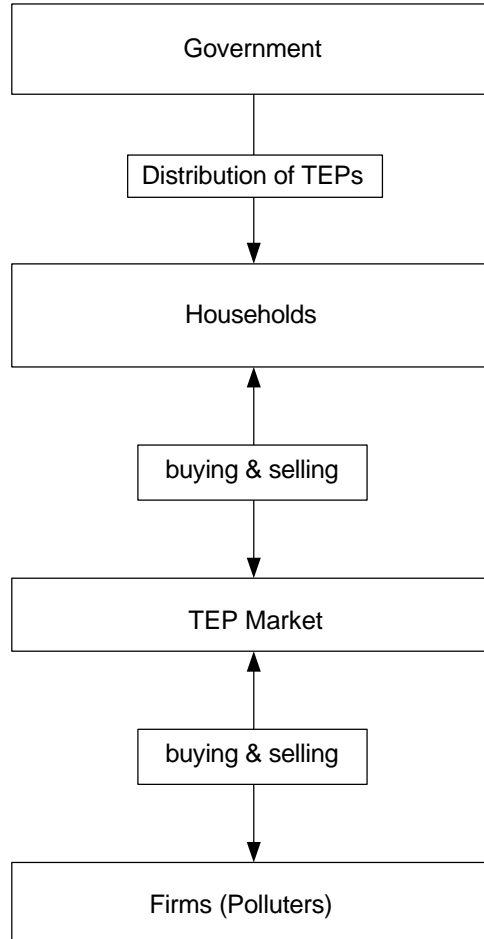 Government
Distribution of TEPs
Households
buying & selling
TEP Market
buying & selling
Firms (Polluters)